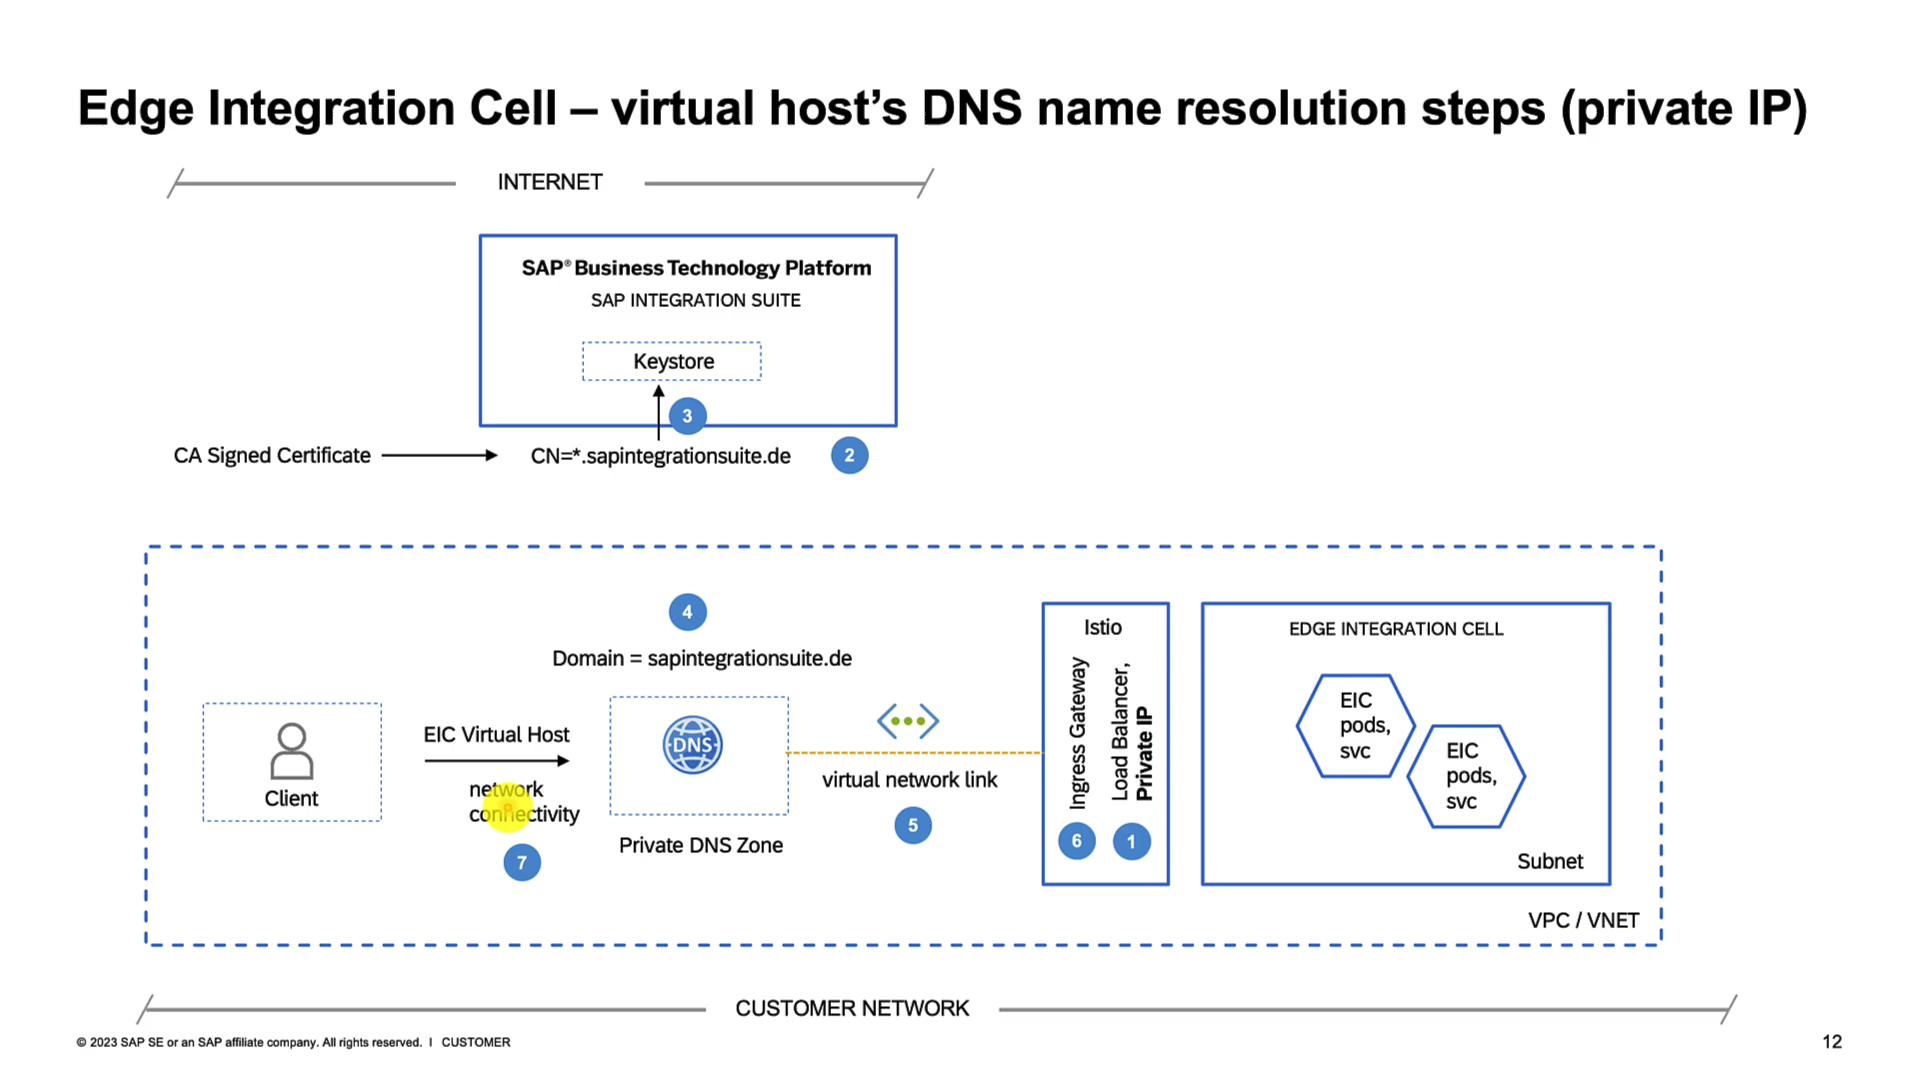 Edge Integration Cell – virtual host’s DNS name resolution steps (private IP)
INTERNET
SAP® Business Technology Platform
SAP INTEGRATION SUITE
Keystore
3
CA Signed Certificate
CN=*.sapintegrationsuite.de
2
4
Domain = sapintegrationsuite.de
Client
EIC Virtual Host
network
connectivity
7
DNS
Private DNS Zone
virtual network link
5
Istio
Ingress Gateway
Load Balancer,
Private IP
6
1
EDGE INTEGRATION CELL
EIC
pods,
svc
EIC
pods,
svc
Subnet
VPC / VNET
CUSTOMER NETWORK
© 2023 SAP SE or an SAP affiliate company. All rights reserved. I CUSTOMER
12